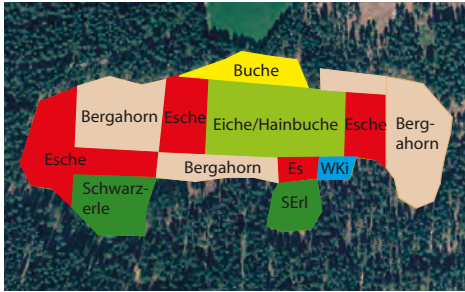 Buche
Bergahorn
Esche
Eiche/Hainbuche
Esche
Berg-
ahorn
Esche
Bergahorn
Es
WKi
Schwarz-
erle
SErl